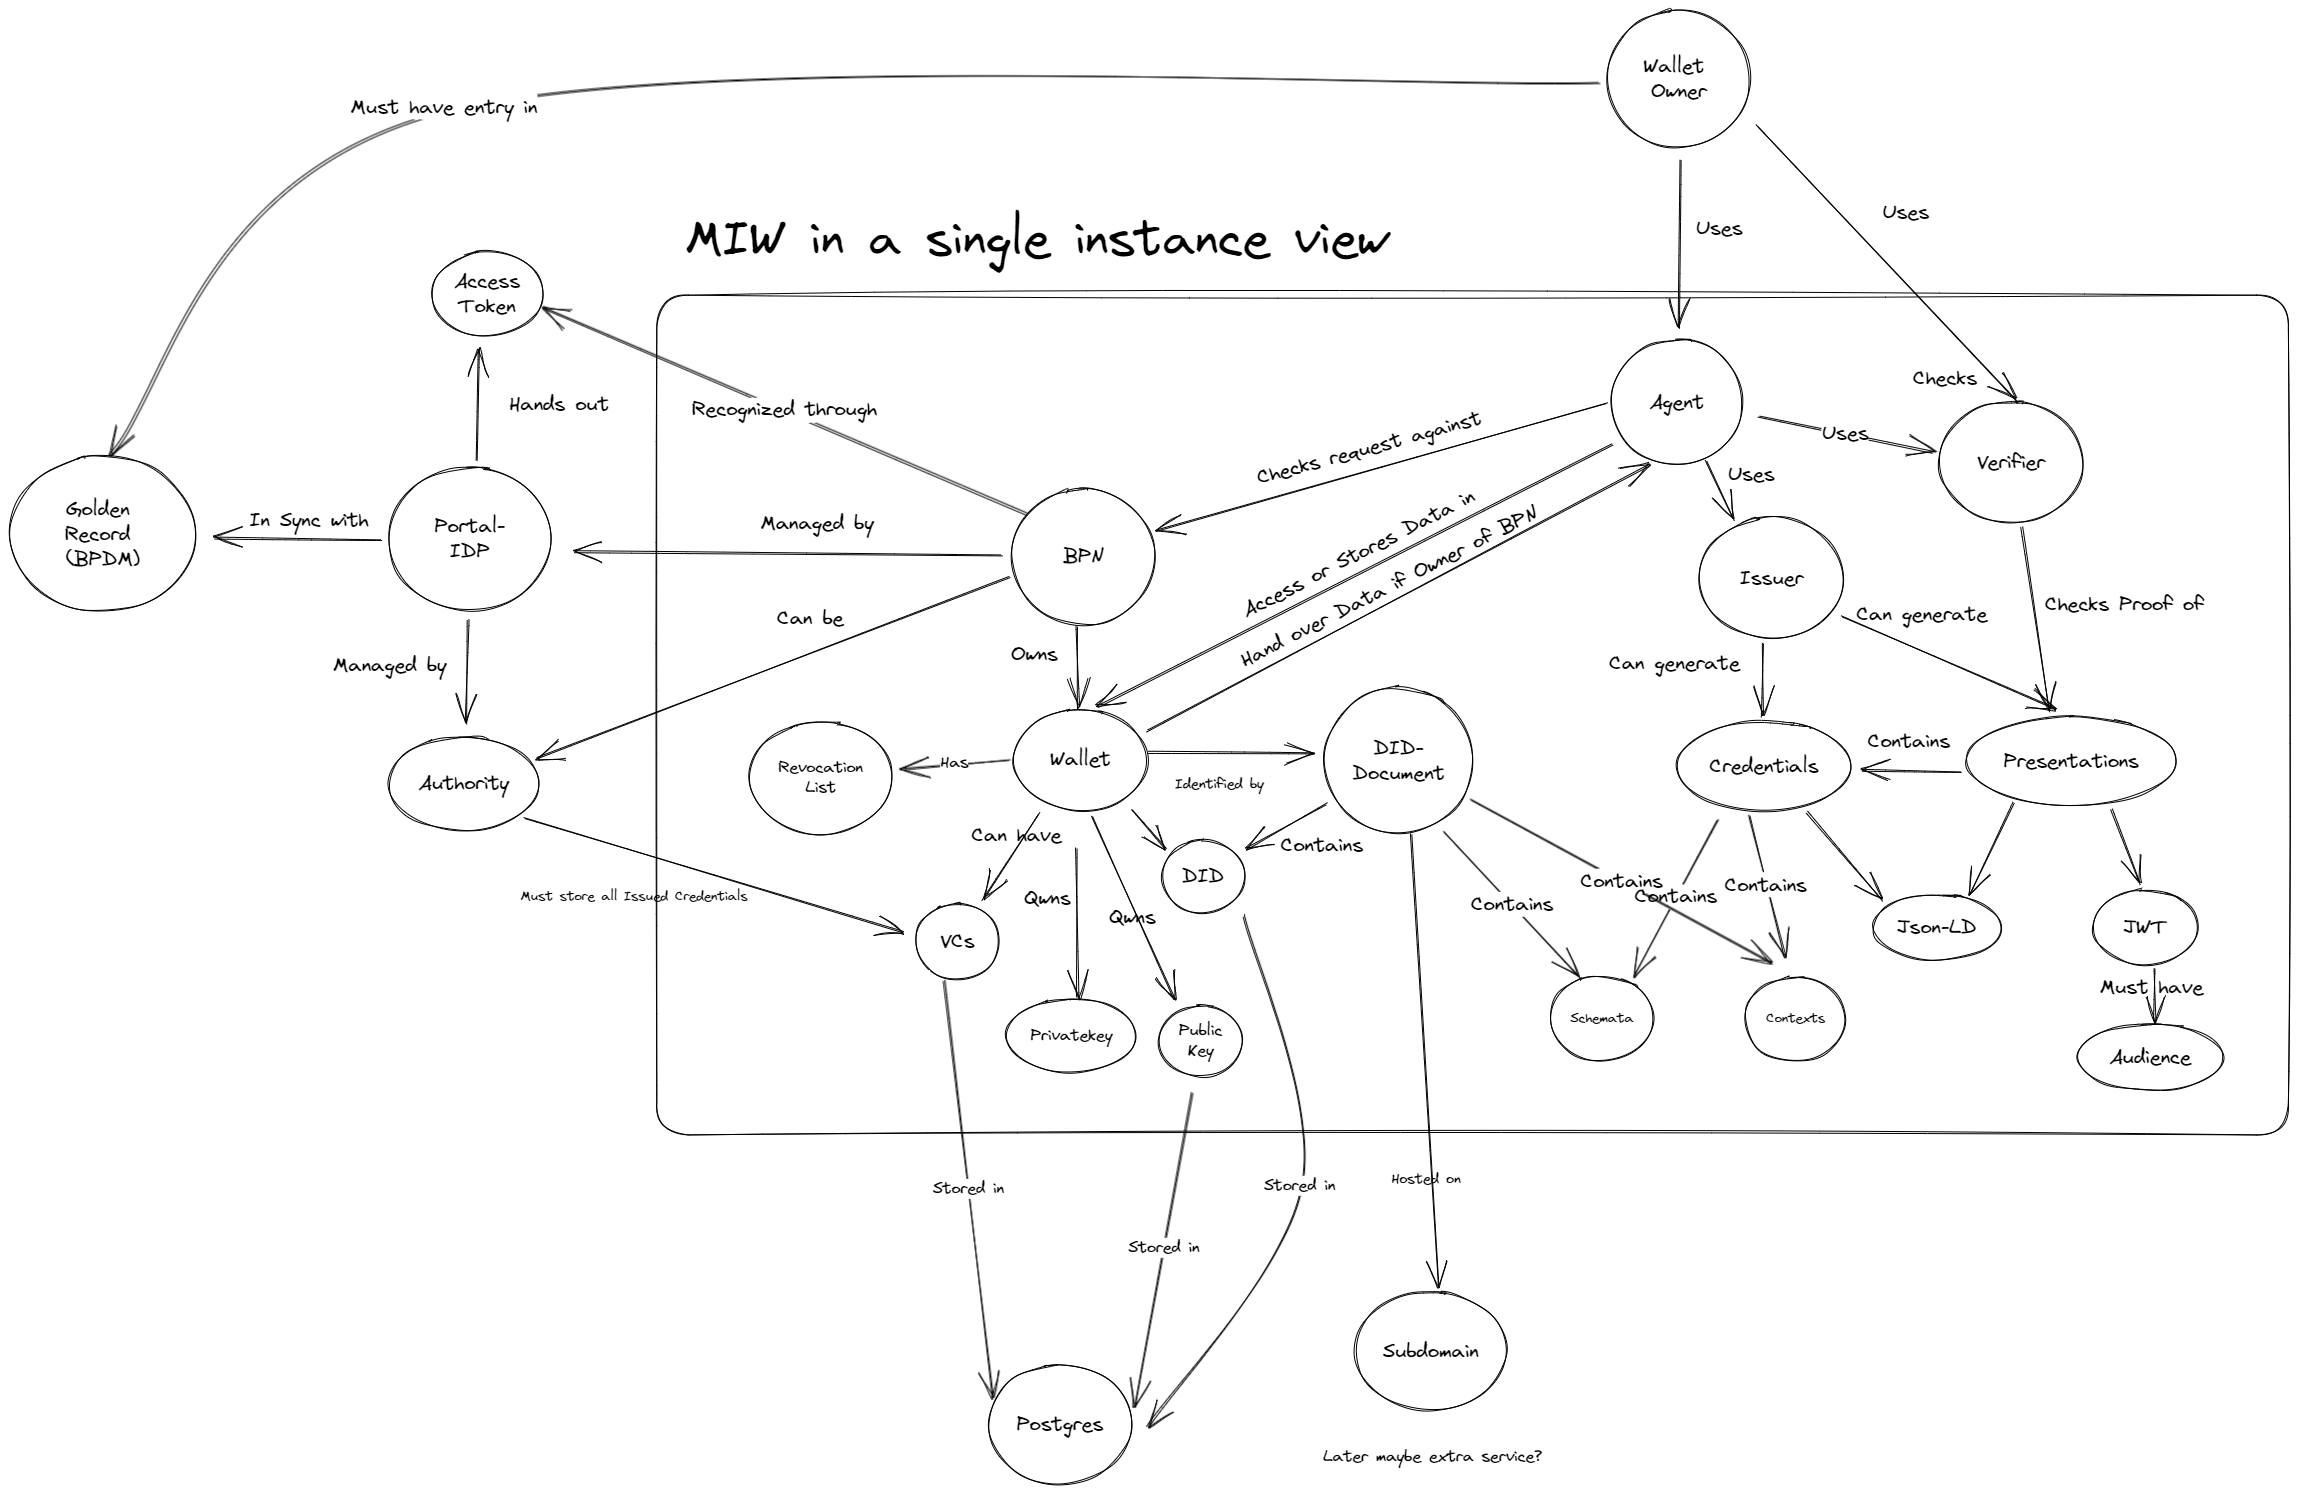 Wallet
Owner
Must have entry in
Uses
Uses
MIW in a single instance view
Access
Token
Hands out
Recognized through
Checks
Agent
Checks request against
Uses
Verifier
Uses
Golden
Record
(BPDM)
In Sync with
Portal-
IDP
Managed by
BPN
Access or Stores Data in
Hand over Data if Owner of BPN
Issuer
Can be
Can generate
Checks Proof of
Managed by
Owns
Can generate
Authority
Revocation
List
Has
Wallet
Identified by
DID-
Document
Credentials
Contains
Presentations
Can have
Contains
DID
Must store all Issued Credentials
Qwns
Qwns
Contains
Contains
Contains
Contains
VCs
Json-LD
JWT
Must have
Privatekey
Public
Key
Schemata
Contexts
Audience
Stored in
Stored in
Hosted on
Stored in
Subdomain
Postgres
Later maybe extra service?